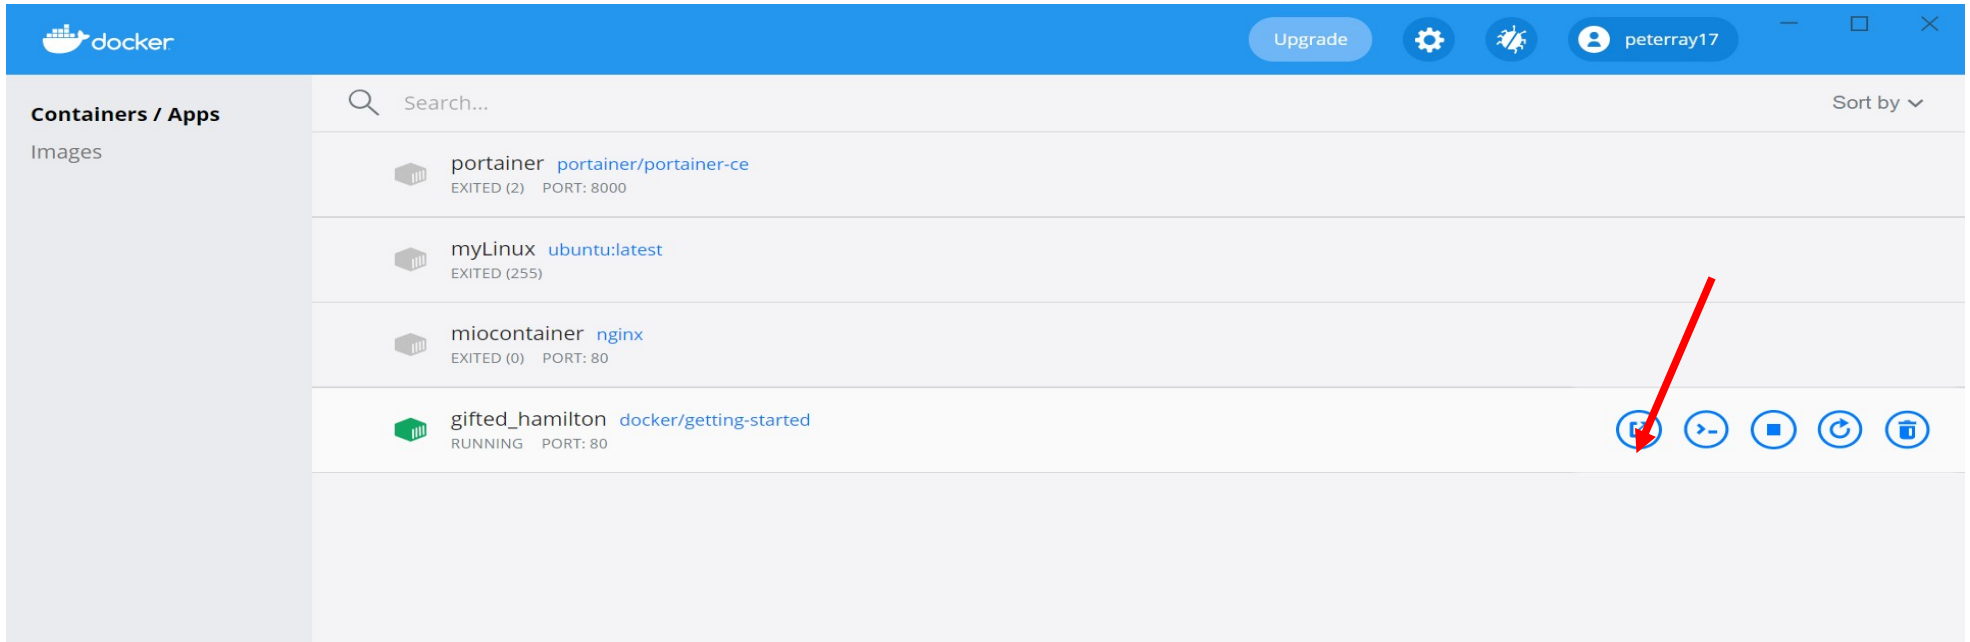 docker
Upgrade
peterray17
Containers / Apps
Images
Search...
Sort by
portainer portainer/portainer-ce
EXITED (2) PORT: 8000
myLinux ubuntu:latest
EXITED (255)
miocontainer nginx
EXITED (0) PORT: 80
gifted_hamilton docker/getting-started
RUNNING PORT: 80